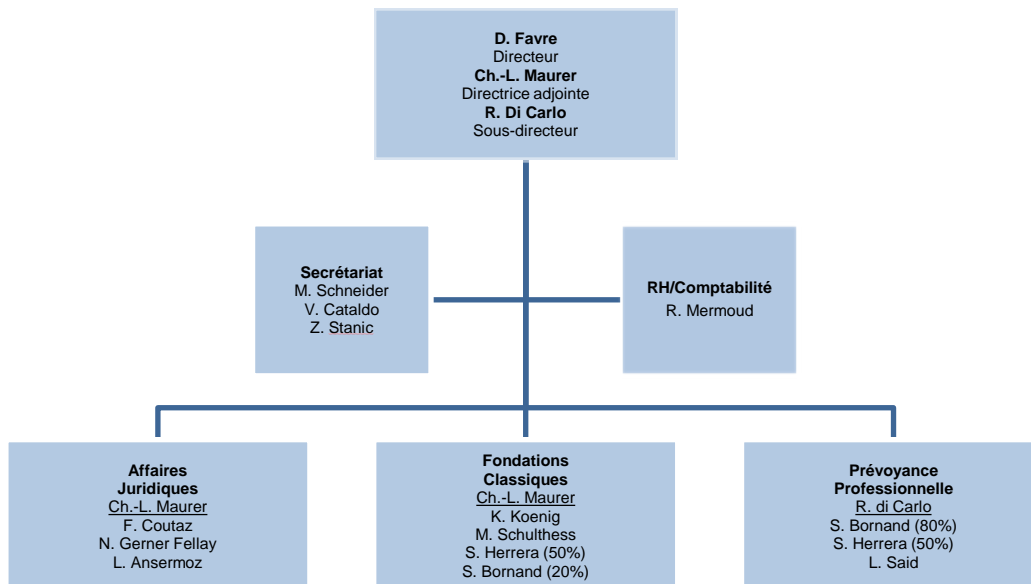 D. Favre
Directeur
Ch.-L. Maurer
Directrice adjointe
R. Di Carlo
Sous-directeur
Secrétariat
M. Schneider
V. Cataldo
Z. Stanic
RH/Comptabilité
R. Mermoud
Affaires
Juridiques
Ch.-L. Maurer
F. Coutaz
N. Gerner Fellay
L. Ansermoz
Fondations
Classiques
Ch.-L. Maurer
K. Koenig
M. Schulthess
S. Herrera (50%)
S. Bornand (20%)
Prévoyance
Professionnelle
R. di Carlo
S. Bornand (80%)
S. Herrera (50%)
L. Said